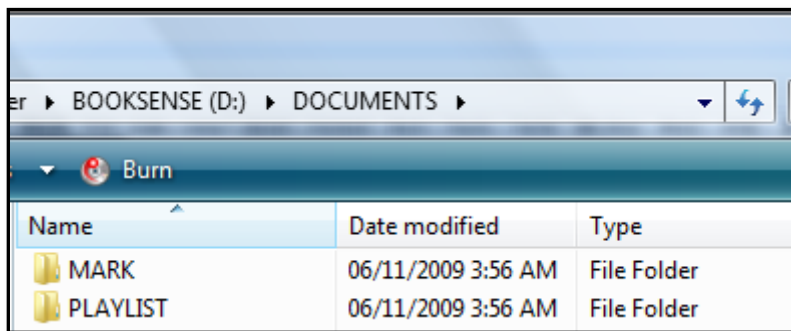 er ▸ BOOKSENSE (D:) ▸ DOCUMENTS ▸
Burn
Name Date modified Type
MARK 06/11/2009 3:56 AM File Folder
PLAYLIST 06/11/2009 3:56 AM File Folder